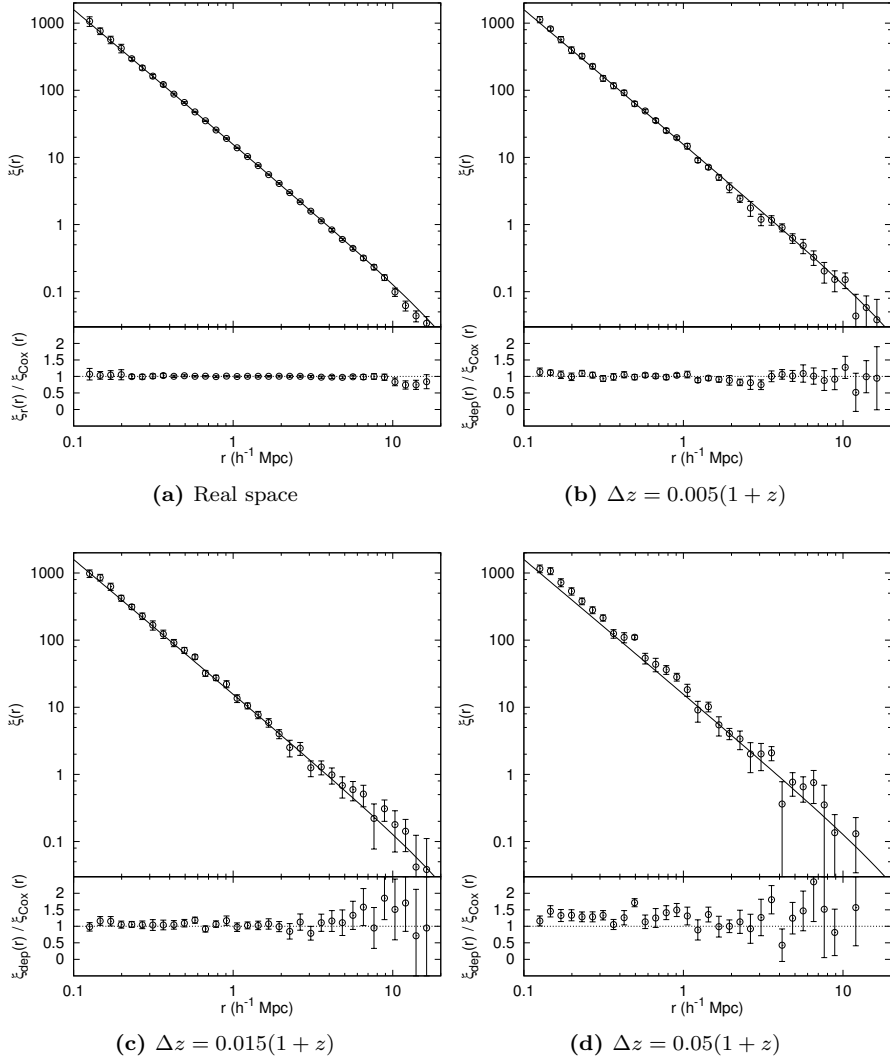 1000
100
10
1
0.1
ξ(r)
2
1.5
1
0.5
0
ξr(r) / ξCox (r)
0.1 1 10
r (h-1 Mpc)
(a) Real space
1000
100
10
1
0.1
ξ(r)
2
1.5
1
0.5
0
ξdep(r) / ξCox (r)
0.1 1 10
r (h-1 Mpc)
(b) Δz = 0.005(1 + z)
1000
100
10
1
0.1
ξ(r)
2
1.5
1
0.5
0
ξdep(r) / ξCox (r)
0.1 1 10
r (h-1 Mpc)
(c) Δz = 0.015(1 + z)
1000
100
10
1
0.1
ξ(r)
2
1.5
1
0.5
0
ξdep(r) / ξCox (r)
0.1 1 10
r (h-1 Mpc)
(d) Δz = 0.05(1 + z)